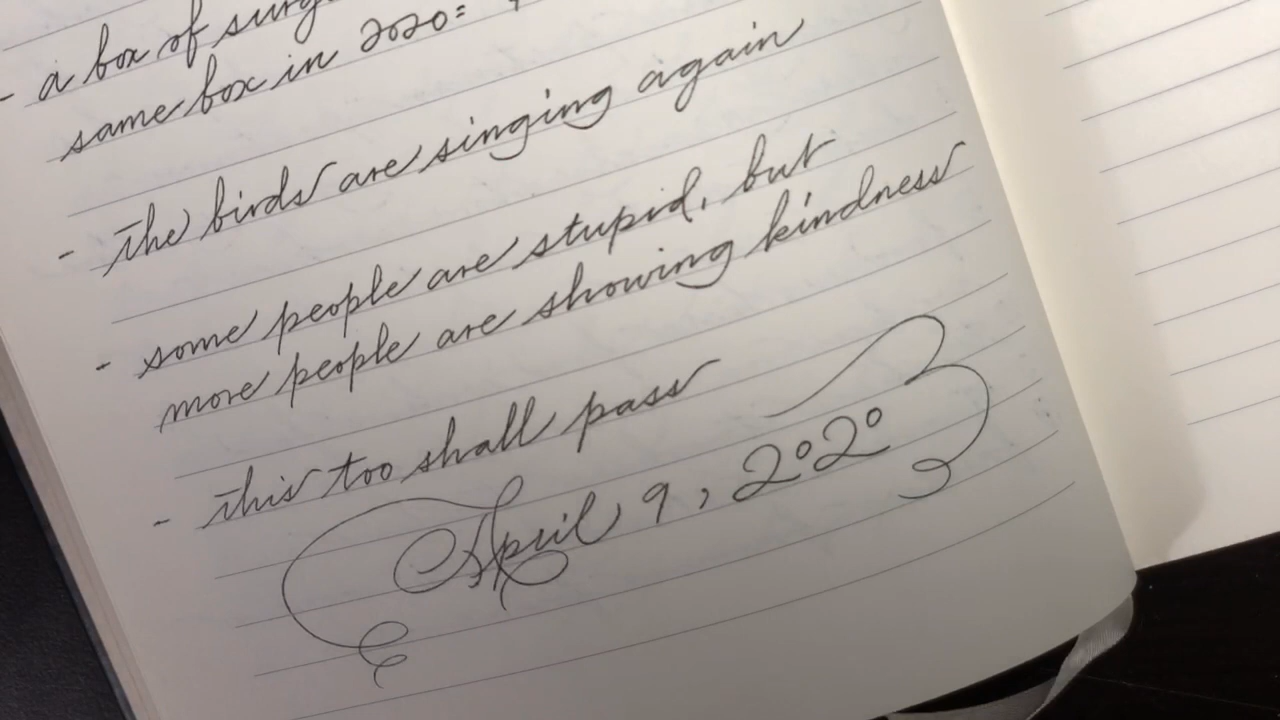 - a box of
same box in 2020:
- the birds are singing again
- some people are stupid, but
more people are showing kindness
- this too shall pass
April 9, 2020